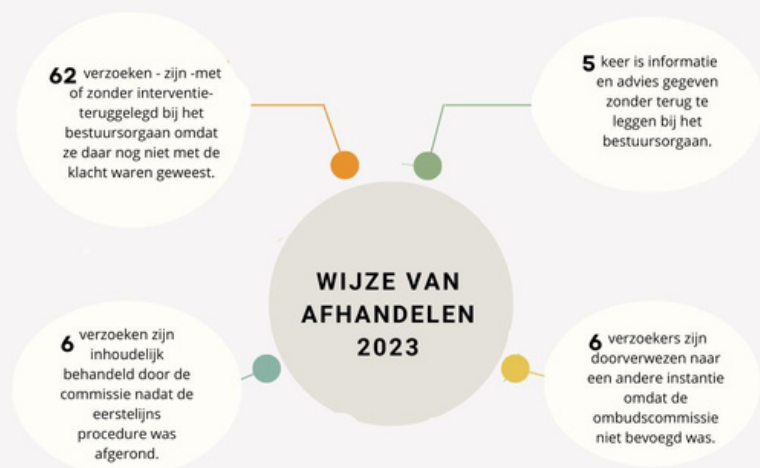 62 verzoeken - zijn -met
of zonder interventie-
teruggelegd bij het
bestuursorgaan omdat
ze daar nog niet met de
klacht waren geweest.
5 keer is informatie
en advies gegeven
zonder terug te
leggen bij het
bestuursorgaan.
WIJZE VAN
AFHANDELEN
2023
6 verzoeken zijn
inhoudelijk
behandeld door de
commissie nadat de
eerstelijns
procedure was
afgerond.
6 verzoekers zijn
doorverwezen naar
een andere instantie
omdat de
ombudscommissie
niet bevoegd was.